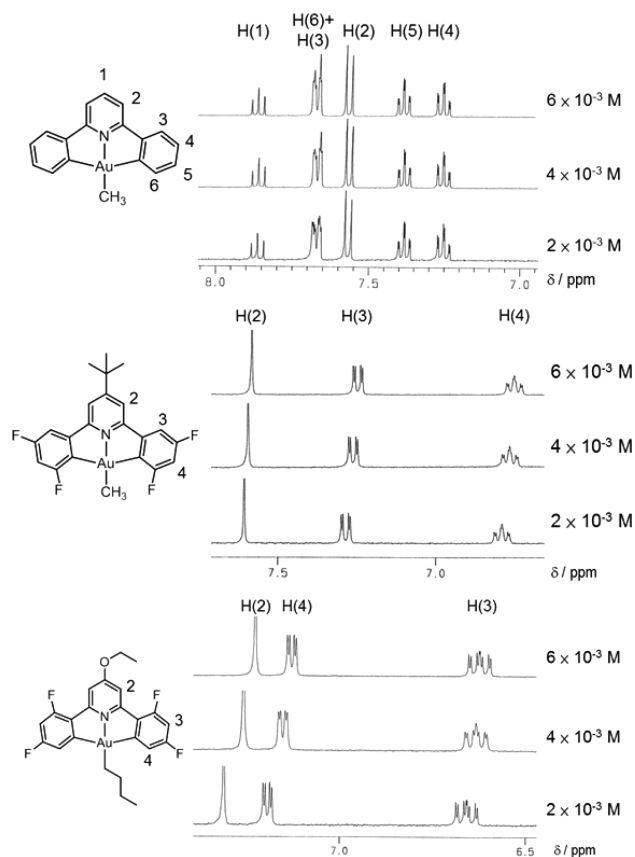 H(1) H(6)+ H(3) H(2) H(5) H(4)
1
2
3
4
5
6
N
Au
CH3
6 × 10-3 M
4 × 10-3 M
2 × 10-3 M
8.0 7.5 7.0 δ / ppm
H(2) H(3) H(4)
2
3
4
F F
N
F Au F
CH3
6 × 10-3 M
4 × 10-3 M
2 × 10-3 M
7.5 7.0 δ / ppm
H(2) H(4) H(3)
O
2
F F
3
N
F Au F
4
6 × 10-3 M
4 × 10-3 M
2 × 10-3 M
7.0 6.5
δ / ppm